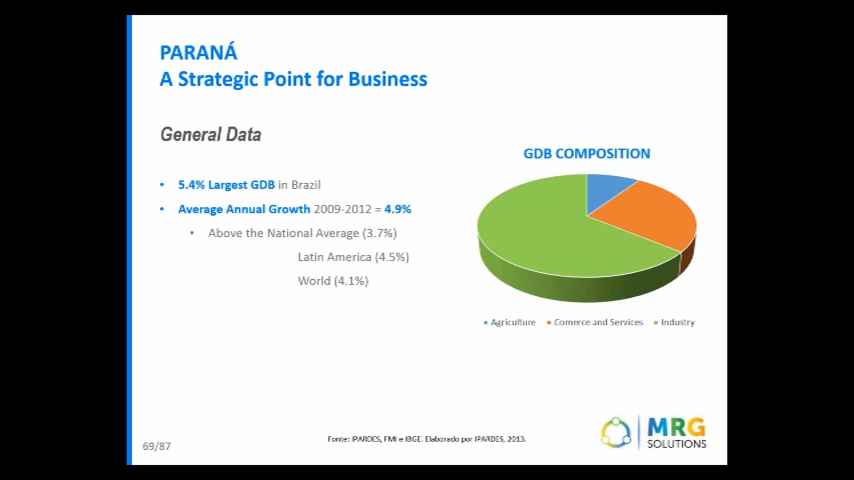 PARANÁ
A Strategic Point for Business
General Data
GDB COMPOSITION
• 5.4% Largest GDB in Brazil
• Average Annual Growth 2009-2012 = 4.9%
• Above the National Average (3.7%)
Latin America (4.5%)
World (4.1%)
Agriculture Comerce and Services Industry
Fonte: IPARDES, FMI e IBGE. Elaborado por IPARDES, 2013.
69/87
MRG
SOLUTIONS